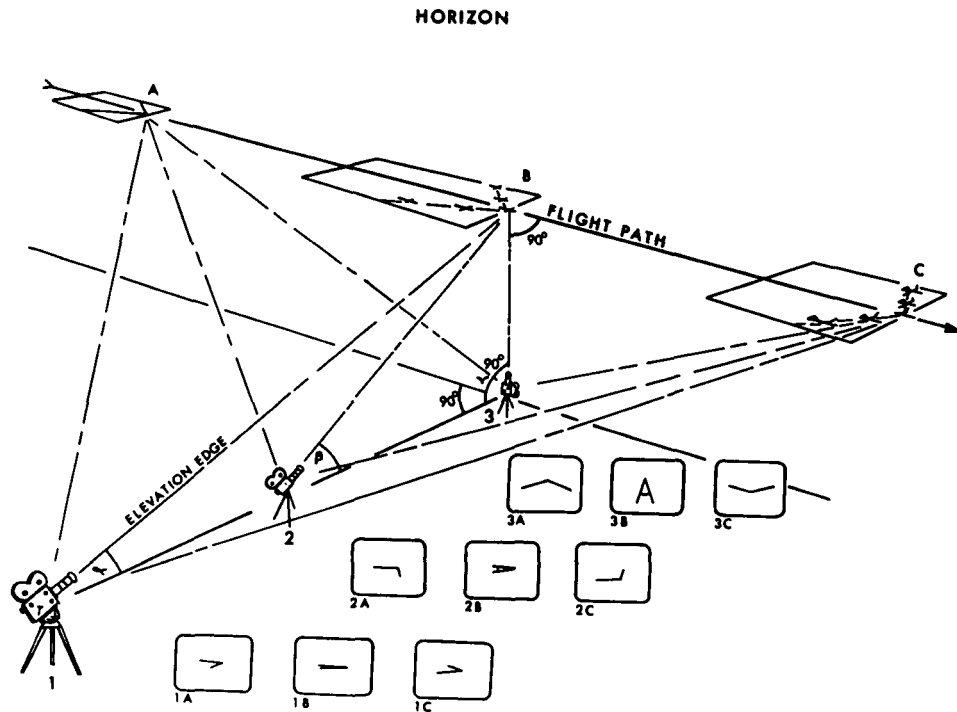 HORIZON
A
B
FLIGHT PATH
90°
C
90°
90°
3
ELEVATION EDGE
β
2
3A
3B
3C
γ
2A
2B
2C
1
1A
1B
1C